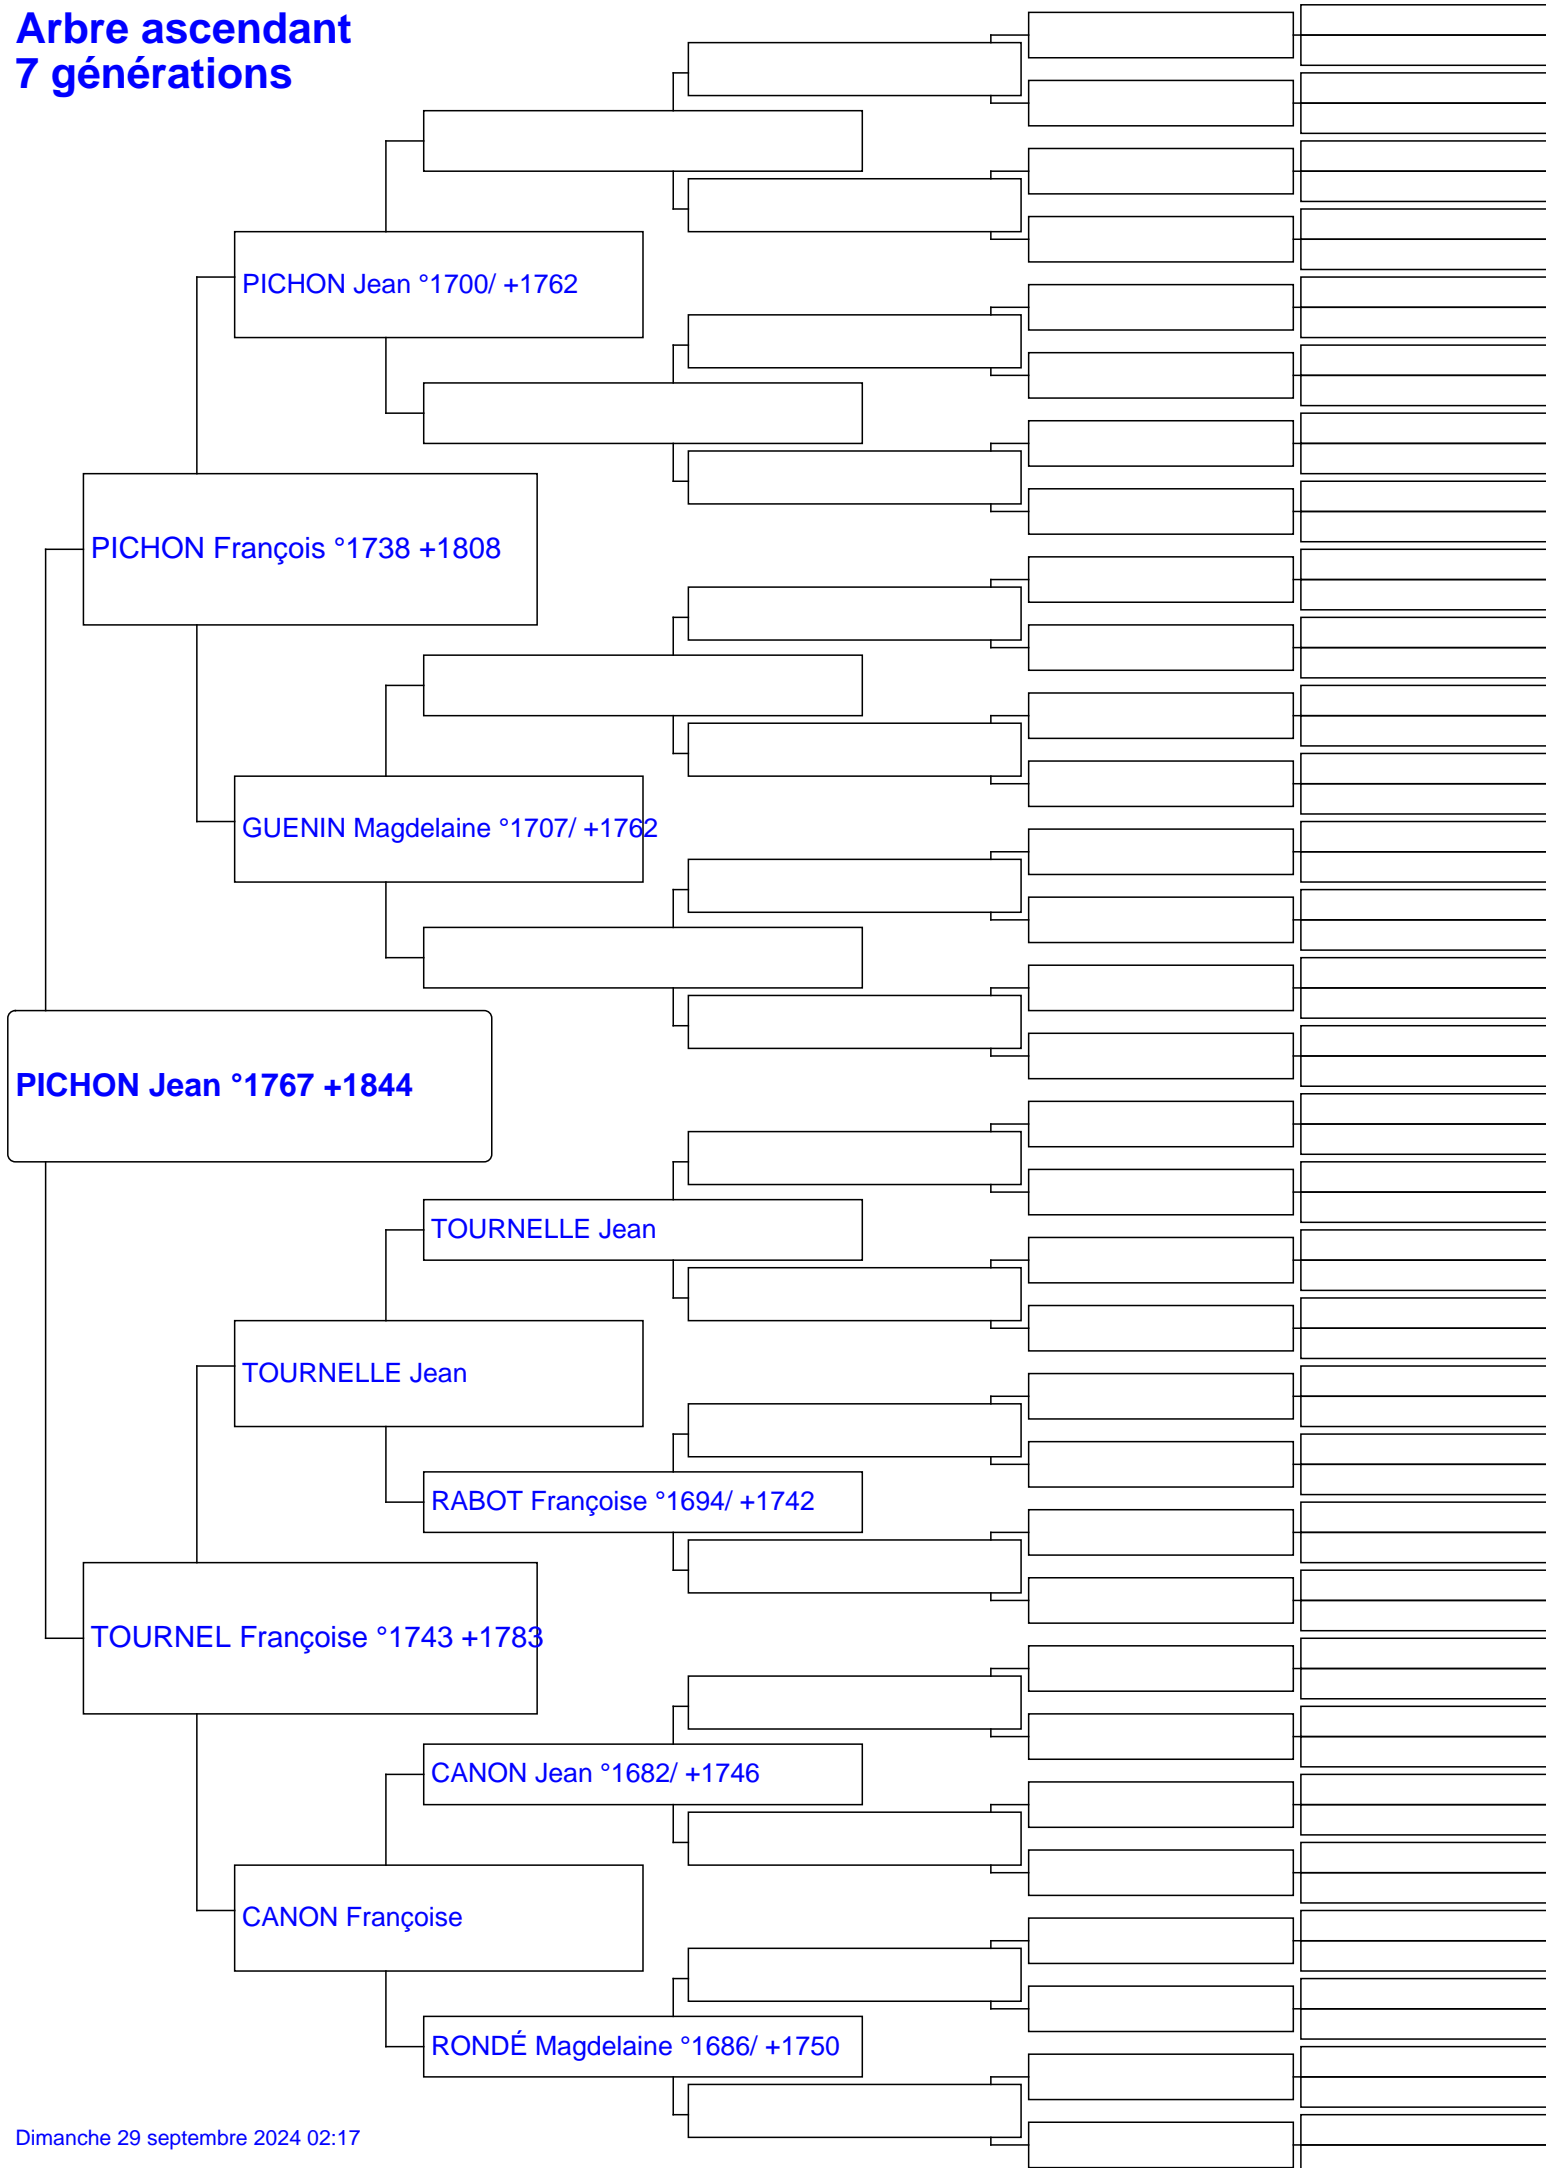 Arbre ascendant
7 générations
PICHON Jean °1700/ +1762
PICHON François °1738 +1808
GUENIN Magdelaine °1707/ +1762
PICHON Jean °1767 +1844
TOURNELLE Jean
TOURNELLE Jean
RABOT Françoise °1694/ +1742
TOURNEL Françoise °1743 +1783
CANON Jean °1682/ +1746
CANON Françoise
RONDÉ Magdelaine °1686/ +1750
Dimanche 29 septembre 2024 02:17